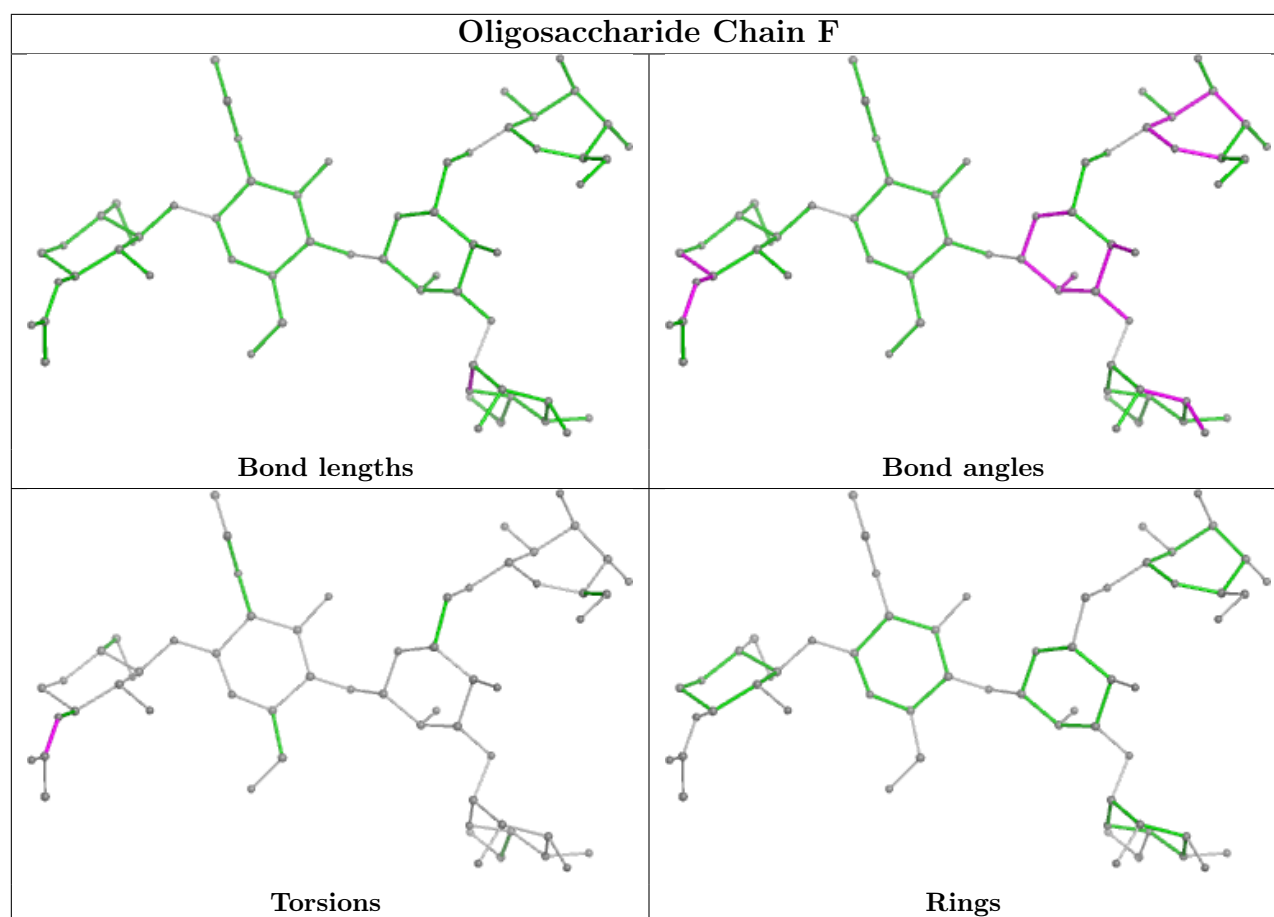 Oligosaccharide Chain F
Bond lengths
Bond angles
Torsions
Rings